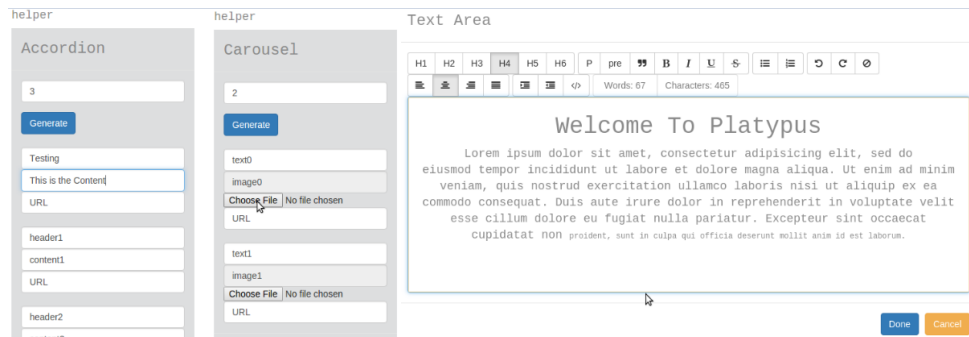 helper
Accordion
3
Generate
Testing
This is the Content
URL
header1
content1
URL
header2
helper
Carousel
2
Generate
text0
image0
Choose File No file chosen
URL
text1
image1
Choose File No file chosen
URL
Text Area
H1 H2 H3 H4 H5 H6 P pre B I U S
Words: 67 Characters: 465
Welcome To Platypus
Lorem ipsum dolor sit amet, consectetur adipisicing elit, sed do
eiusmod tempor incididunt ut labore et dolore magna aliqua. Ut enim ad minim
veniam, quis nostrud exercitation ullamco laboris nisi ut aliquip ex ea
commodo consequat. Duis aute irure dolor in reprehenderit in voluptate velit
esse cillum dolore eu fugiat nulla pariatur. Excepteur sint occaecat
cupidatat non proident, sunt in culpa qui officia deserunt mollit anim id est laborum.
Done Cancel